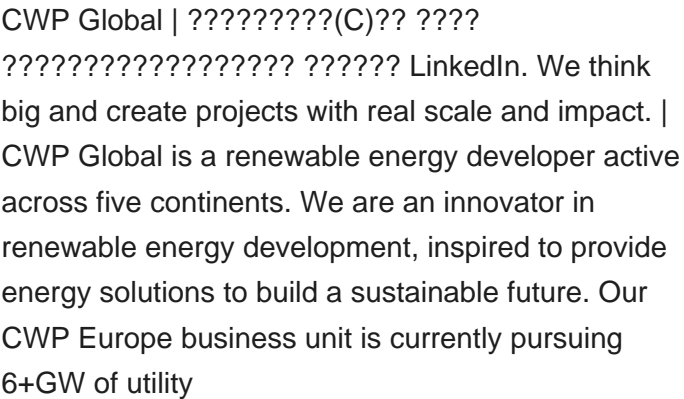 CWP Global | ?????????(C)?? ????
?????????????????? ?????? LinkedIn. We think
big and create projects with real scale and impact. |
CWP Global is a renewable energy developer active
across five continents. We are an innovator in
renewable energy development, inspired to provide
energy solutions to build a sustainable future. Our
CWP Europe business unit is currently pursuing
6+GW of utility